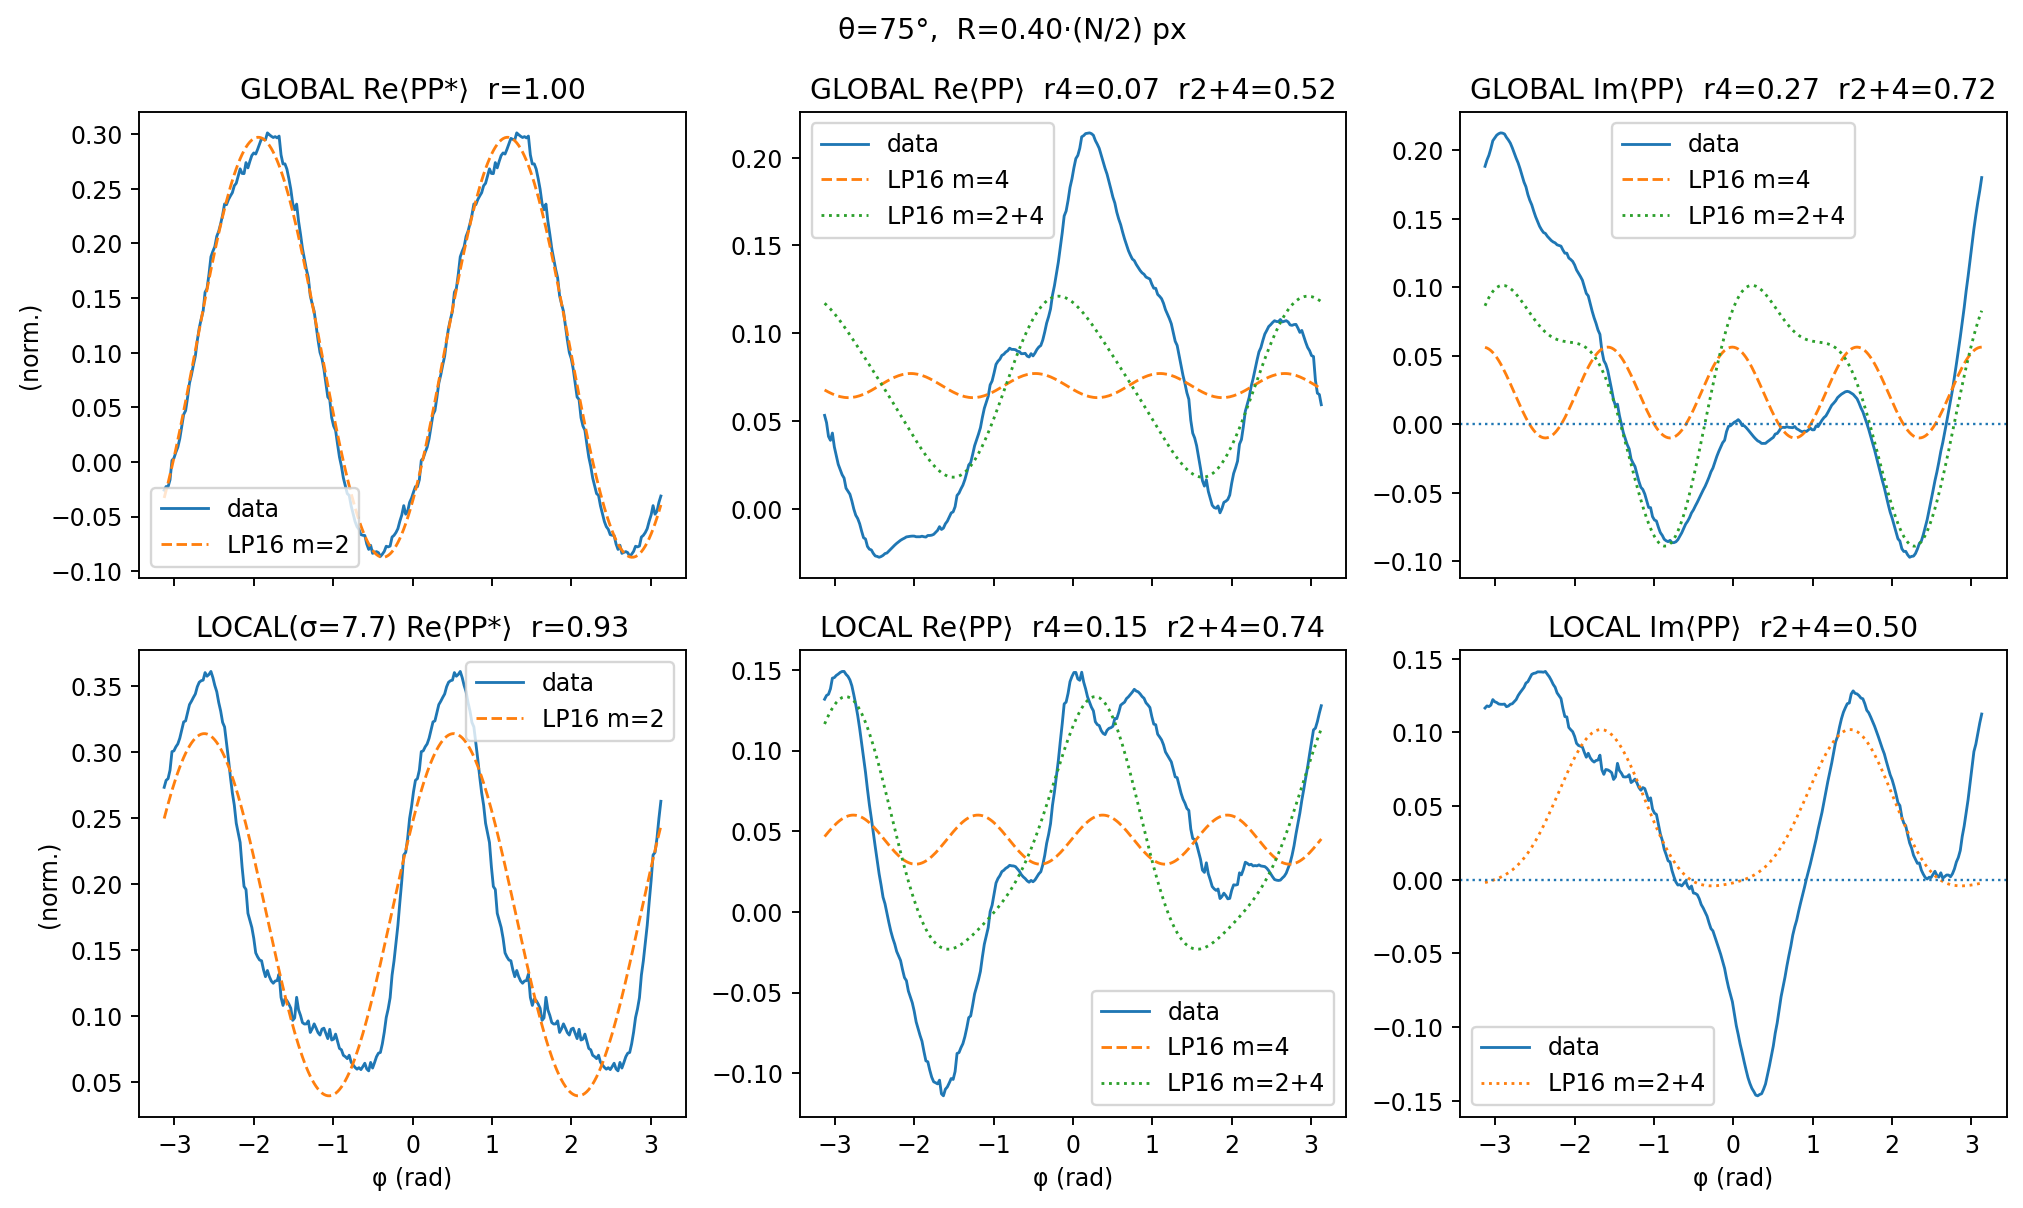 θ=75°,  R=0.40·(N/2) px
GLOBAL Re⟨PP*⟩  r=1.00
(norm.)
0.30
0.25
0.20
0.15
0.10
0.05
0.00
−0.05
−0.10
data
LP16 m=2
GLOBAL Re⟨PP⟩  r4=0.07  r2+4=0.52
0.20
0.15
0.10
0.05
0.00
data
LP16 m=4
LP16 m=2+4
GLOBAL Im⟨PP⟩  r4=0.27  r2+4=0.72
0.20
0.15
0.10
0.05
0.00
−0.05
−0.10
data
LP16 m=4
LP16 m=2+4
LOCAL(σ=7.7) Re⟨PP*⟩  r=0.93
(norm.)
0.35
0.30
0.25
0.20
0.15
0.10
0.05
data
LP16 m=2
−3 −2 −1 0 1 2 3
φ (rad)
LOCAL Re⟨PP⟩  r4=0.15  r2+4=0.74
0.15
0.10
0.05
0.00
−0.05
−0.10
data
LP16 m=4
LP16 m=2+4
−3 −2 −1 0 1 2 3
φ (rad)
LOCAL Im⟨PP⟩  r2+4=0.50
0.15
0.10
0.05
0.00
−0.05
−0.10
−0.15
data
LP16 m=2+4
−3 −2 −1 0 1 2 3
φ (rad)